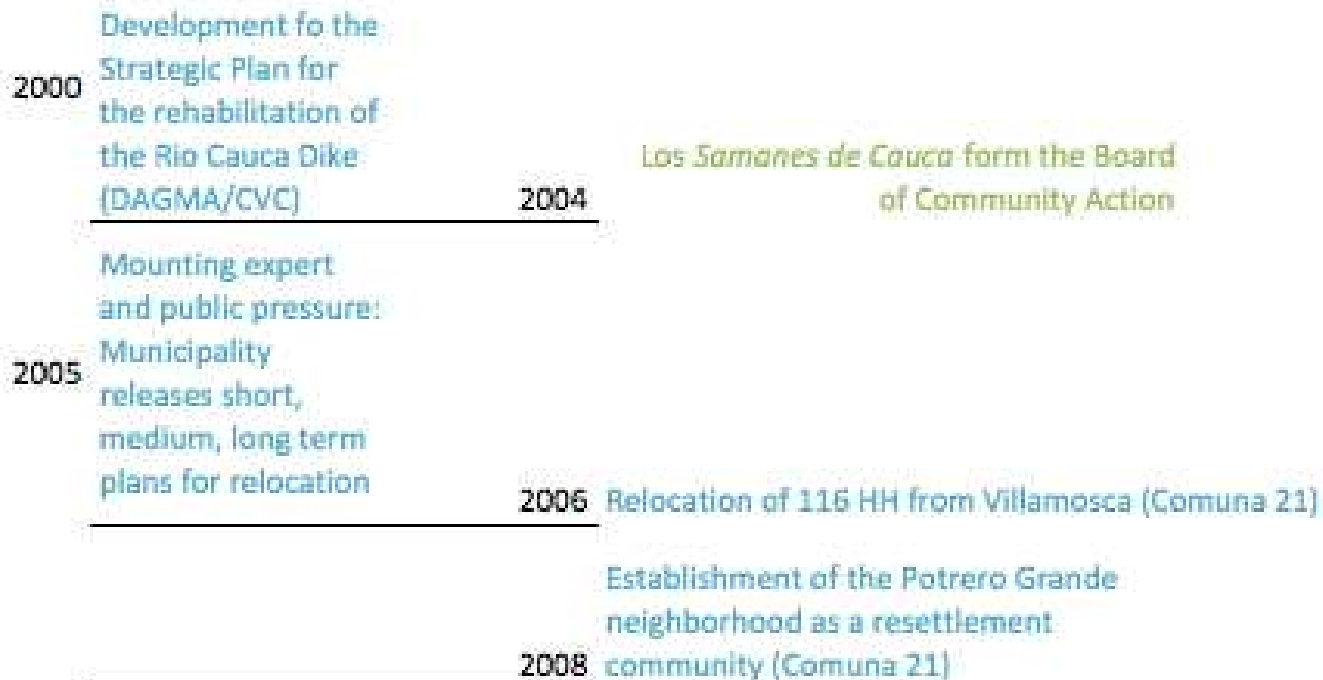 Development fo the
2000 Strategic Plan for
the rehabilitation of
the Rio Cauca Dike
(DAGMA/CVC)
Los Samanes de Cauca form the Board
2004 of Community Action
Mounting expert
and public pressure:
2005 Municipality
releases short,
medium, long term
plans for relocation
2006 Relocation of 116 HH from Villamosca (Comuna 21)
Establishment of the Potrero Grande
neighborhood as a resettlement
2008 community (Comuna 21)